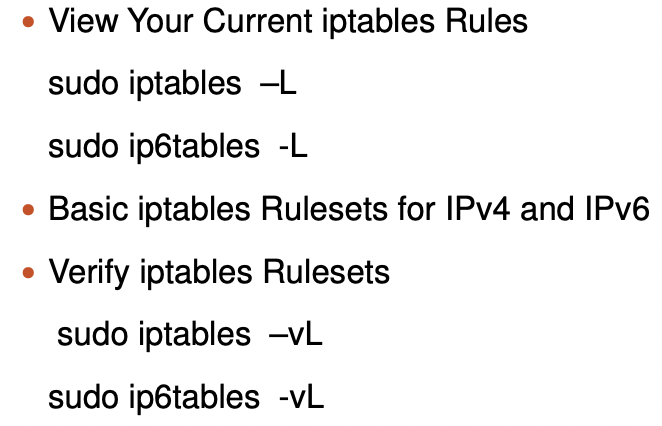 • View Your Current iptables Rules
sudo iptables –L
sudo ip6tables -L
• Basic iptables Rulesets for IPv4 and IPv6
• Verify iptables Rulesets
sudo iptables –vL
sudo ip6tables -vL